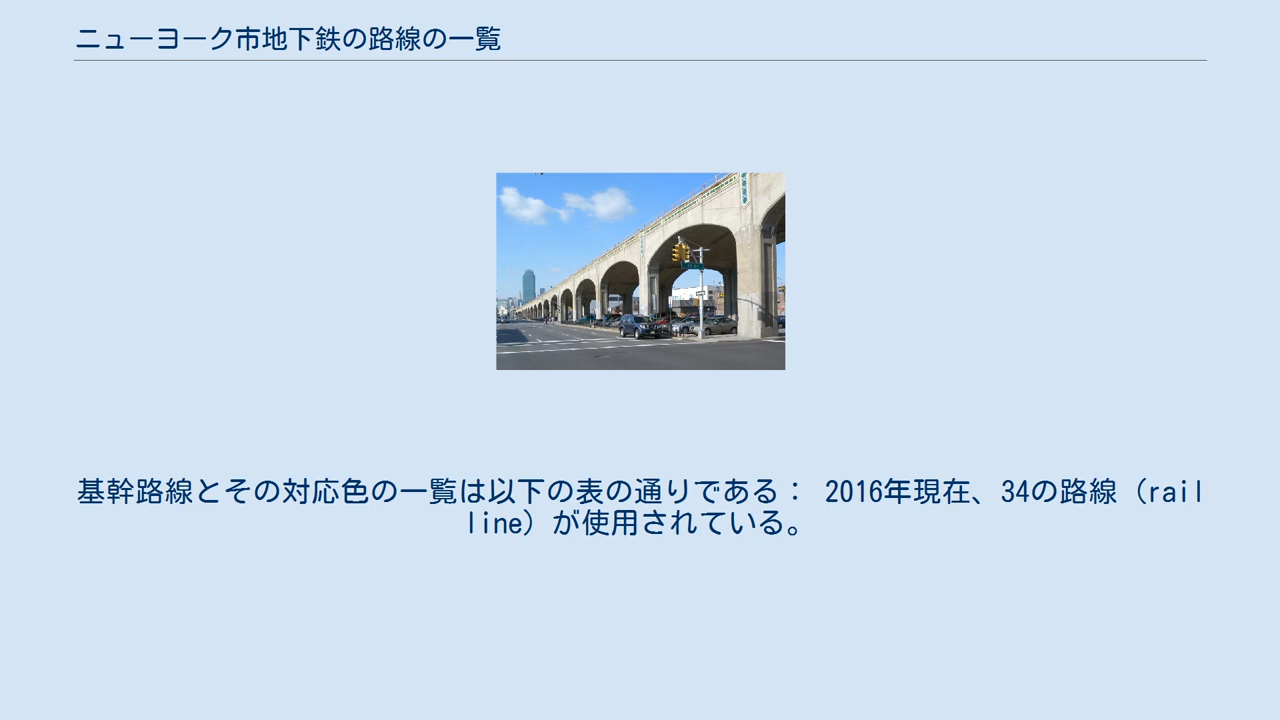 ニューヨーク市地下鉄の路線の一覧
基幹路線とその対応色の一覧は以下の表の通りである： 2016年現在、34の路線（rail
line）が使用されている。